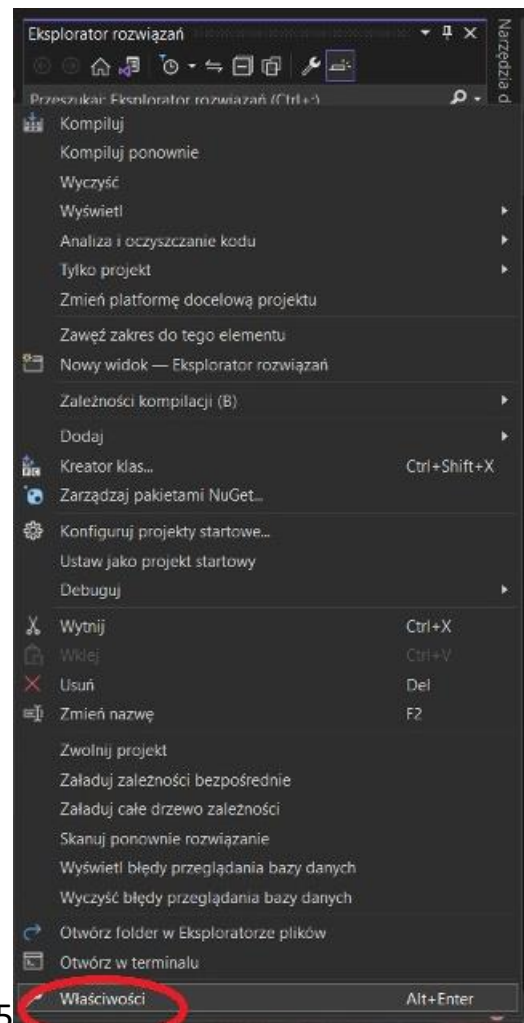 Eksplorator rozwiązań
Narzędzia d
Przeszukaj: Eksplorator rozwiązań (Ctrl+;)
Kompiluj
Kompiluj ponownie
Wyczyść
Wyświetl
Analiza i oczyszczanie kodu
Tylko projekt
Zmień platformę docelową projektu
Zawęź zakres do tego elementu
Nowy widok — Eksplorator rozwiązań
Zależności kompilacji (B)
Dodaj
Kreator klas... Ctrl+Shift+X
Zarządzaj pakietami NuGet...
Konfiguruj projekty startowe...
Ustaw jako projekt startowy
Debuguj
Wytnij Ctrl+X
Wklej Ctrl+V
Usuń Del
Zmień nazwę F2
Zwolnij projekt
Załaduj zależności bezpośrednie
Załaduj całe drzewo zależności
Skanuj ponownie rozwiązanie
Wyświetl błędy przeglądania bazy danych
Wyczyść błędy przeglądania bazy danych
Otwórz folder w Eksploratorze plików
Otwórz w terminalu
5 Właściwości Alt+Enter